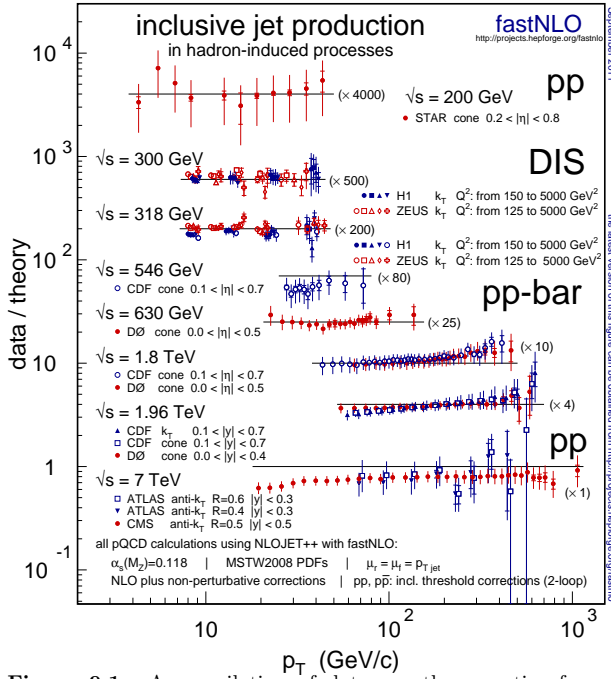 inclusive jet production
in hadron-induced processes
fastNLO
http://projects.hepforge.org/fastnlo
September 2011
pp
√s = 200 GeV
STAR cone 0.2 < |η| < 0.8
(× 4000)
DIS
√s = 300 GeV
(× 500)
H1 k_T Q²: from 150 to 5000 GeV²
ZEUS k_T Q²: from 125 to 5000 GeV²
√s = 318 GeV
(× 200)
H1 k_T Q²: from 150 to 5000 GeV²
ZEUS k_T Q²: from 125 to 5000 GeV²
pp-bar
√s = 546 GeV
(× 80)
CDF cone 0.1 < |η| < 0.7
√s = 630 GeV
(× 25)
DØ cone 0.0 < |η| < 0.5
√s = 1.8 TeV
(× 10)
CDF cone 0.1 < |η| < 0.7
DØ cone 0.0 < |η| < 0.5
√s = 1.96 TeV
(× 4)
CDF k_T 0.1 < |y| < 0.7
CDF cone 0.1 < |y| < 0.7
DØ cone 0.0 < |y| < 0.4
pp
√s = 7 TeV
(× 1)
ATLAS anti-k_T R=0.6 |y| < 0.3
ATLAS anti-k_T R=0.4 |y| < 0.3
CMS anti-k_T R=0.5 |y| < 0.5
all pQCD calculations using NLOJET++ with fastNLO:
α_s(M_Z)=0.118 | MSTW2008 PDFs | μ_r = μ_f = p_T jet
NLO plus non-perturbative corrections | pp, pp̅: incl. threshold corrections (2-loop)
data / theory
10⁴
10³
10²
10
1
10⁻¹
10
10²
10³
p_T (GeV/c)